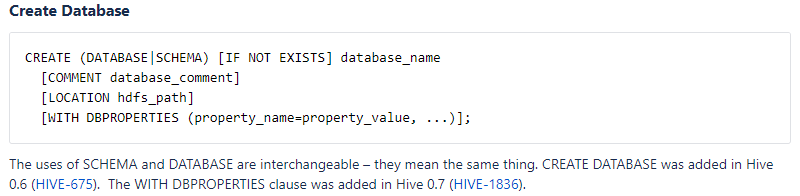 Create Database
CREATE (DATABASE|SCHEMA) [IF NOT EXISTS] database_name
[COMMENT database_comment]
[LOCATION hdfs_path]
[WITH DBPROPERTIES (property_name=property_value, ...)];
The uses of SCHEMA and DATABASE are interchangeable – they mean the same thing. CREATE DATABASE was added in Hive
0.6 (HIVE-675).  The WITH DBPROPERTIES clause was added in Hive 0.7 (HIVE-1836).